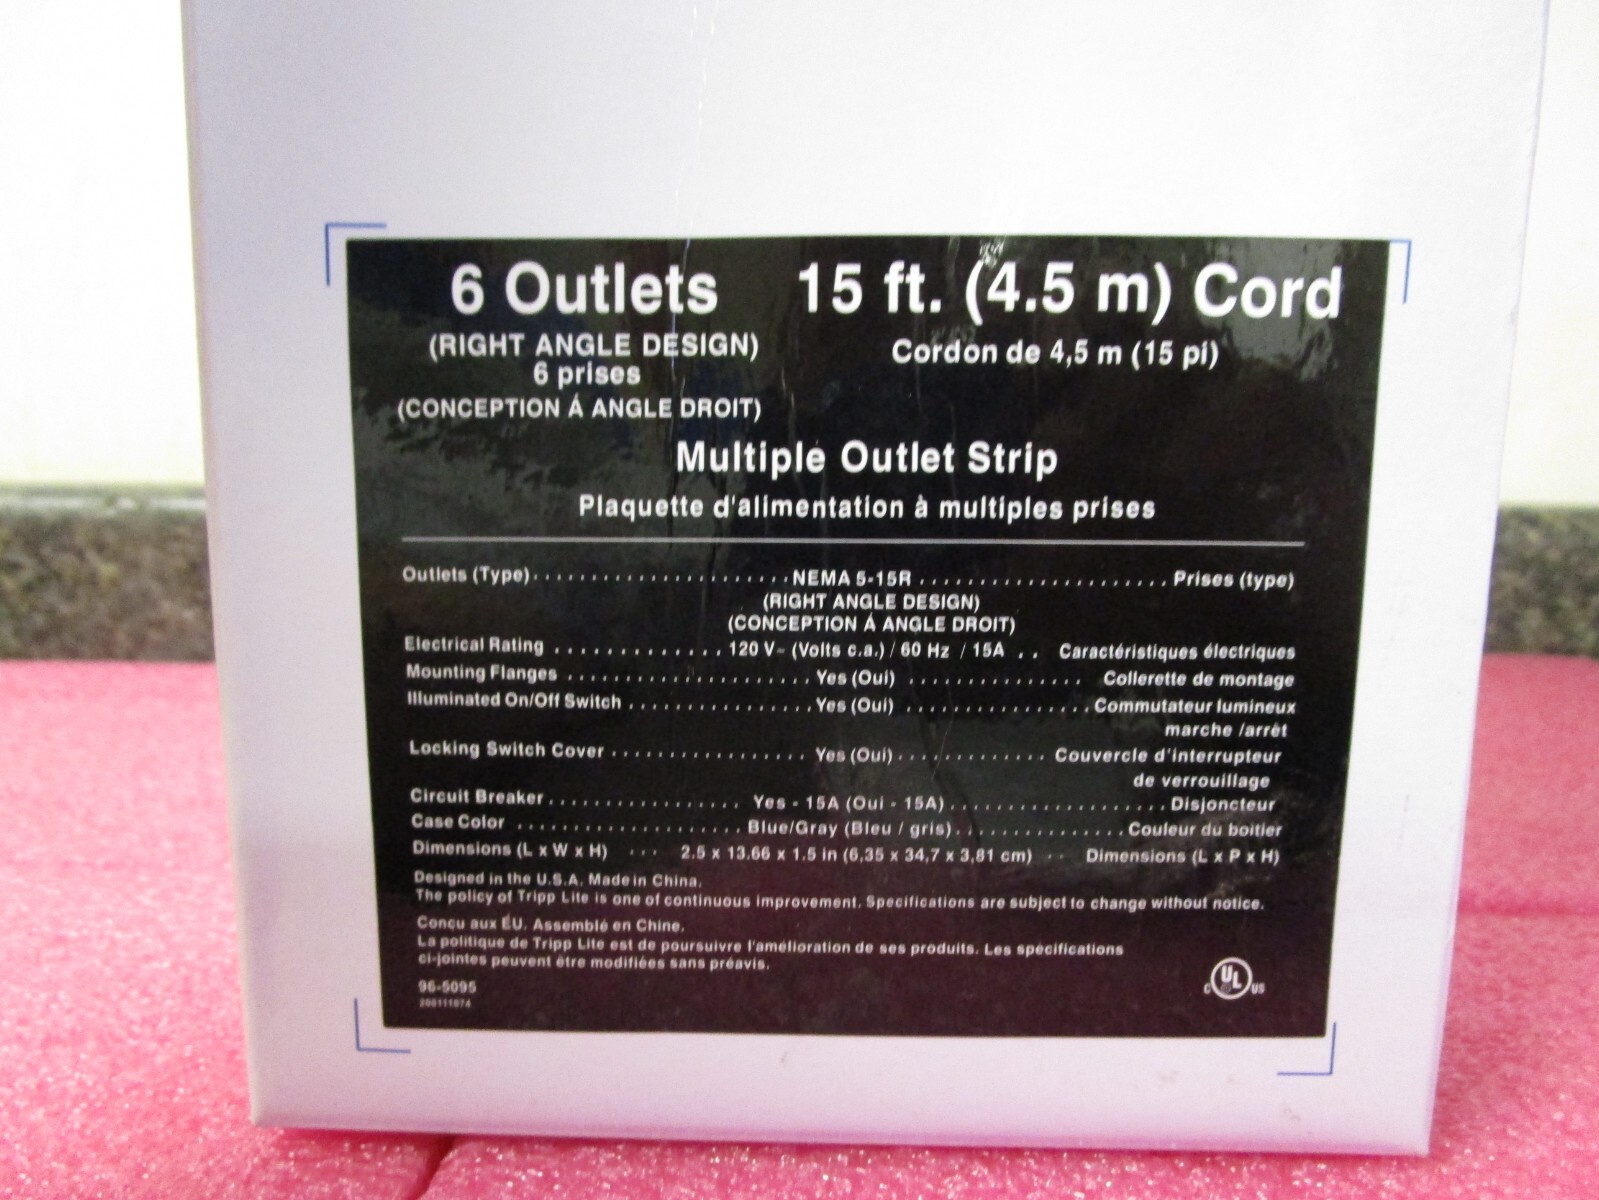 6 Outlets
(RIGHT ANGLE DESIGN)
6 prises
(CONCEPTION Á ANGLE DROIT)
15 ft. (4.5 m) Cord
Cordon de 4,5 m (15 pi)
Multiple Outlet Strip
Plaquette d'alimentation à multiples prises
Outlets (Type) . . . . . . . . . . . . . . . . . . . . . . NEMA 5-15R . . . . . . . . . . . . . . . . . . . . . Prises (type)
(RIGHT ANGLE DESIGN)
(CONCEPTION Á ANGLE DROIT)
Electrical Rating . . . . . . . . . . . . . . 120 V~ (Volts c.a.) / 60 Hz / 15A . . Caractéristiques électriques
Mounting Flanges . . . . . . . . . . . . . . . . . . . . . Yes (Oui) . . . . . . . . . . . . . . . Collerette de montage
Illuminated On/Off Switch . . . . . . . . . . . . . . . . Yes (Oui) . . . . . . . . . . . . . . . . Commutateur lumineux
marche /arrêt
Locking Switch Cover . . . . . . . . . . . . . . . . . Yes (Oui) . . . . . . . . . . . . . Couvercle d'interrupteur
de verrouillage
Circuit Breaker . . . . . . . . . . . . . . . . . Yes - 15A (Oui - 15A) . . . . . . . . . . . . . . . . . . . Disjoncteur
Case Color . . . . . . . . . . . . . . . . . . . . Blue/Gray (Bleu / gris) . . . . . . . . . . . . . . . Couleur du boîtier
Dimensions (L x W x H) . . . 2.5 x 13.66 x 1.5 in (6,35 x 34,7 x 3,81 cm) . . Dimensions (L x P x H)
Designed in the U.S.A. Made in China.
The policy of Tripp Lite is one of continuous improvement. Specifications are subject to change without notice.
Concu aux ÉU. Assemblé en Chine.
La politique de Tripp Lite est de poursuivre l'amélioration de ses produits. Les spécifications
ci-jointes peuvent être modifiées sans préavis.
96-5095
200111074
C UL US